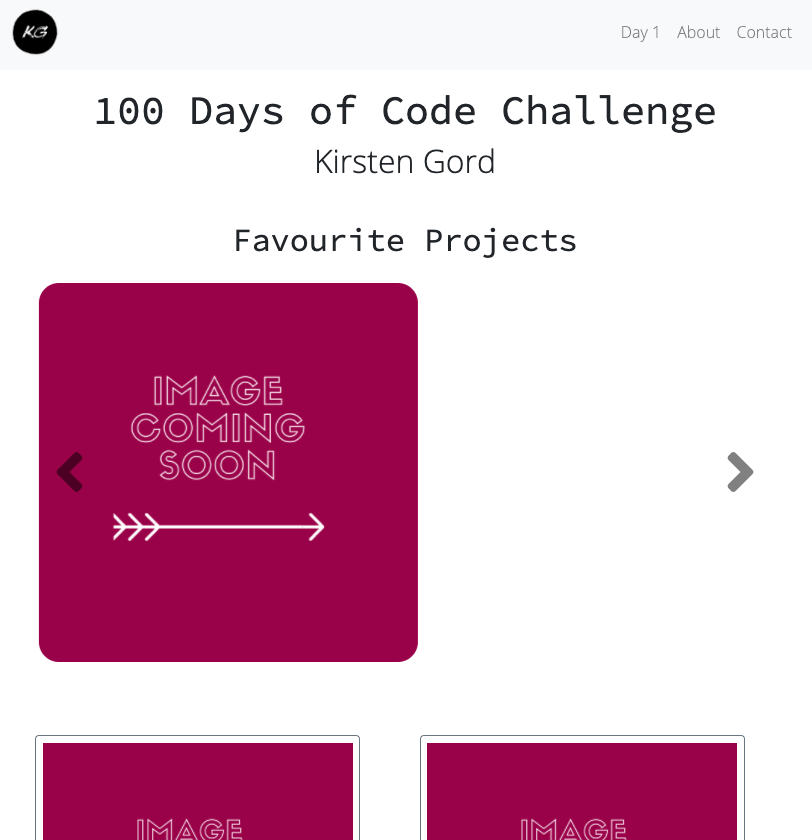 KG
Day 1 About Contact
100 Days of Code Challenge
Kirsten Gord
Favourite Projects
IMAGE
COMING
SOON
IMAGE
IMAGE